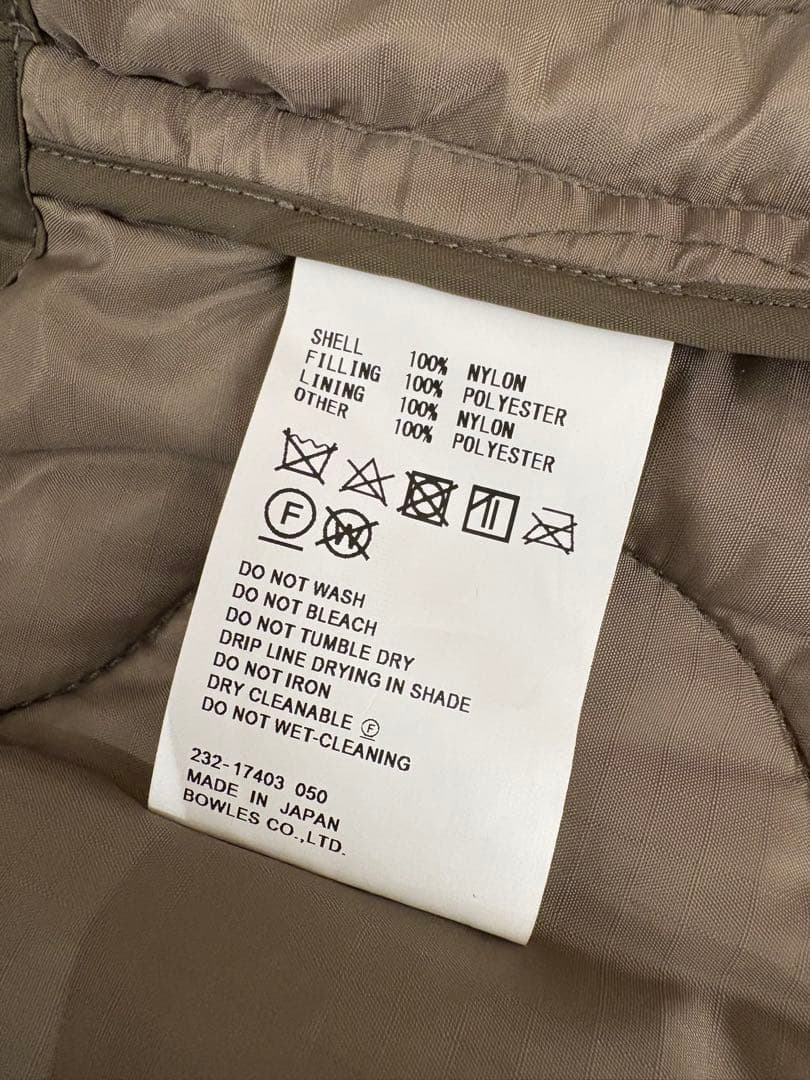 SHELL 100% NYLON
FILLING 100% POLYESTER
LINING 100% NYLON
OTHER 100% POLYESTER
F W
DO NOT WASH
DO NOT BLEACH
DO NOT TUMBLE DRY
DRIP LINE DRYING IN SHADE
DO NOT IRON
DRY CLEANABLE Ⓕ
DO NOT WET-CLEANING
232-17403 050
MADE IN JAPAN
BOWLES CO.,LTD.